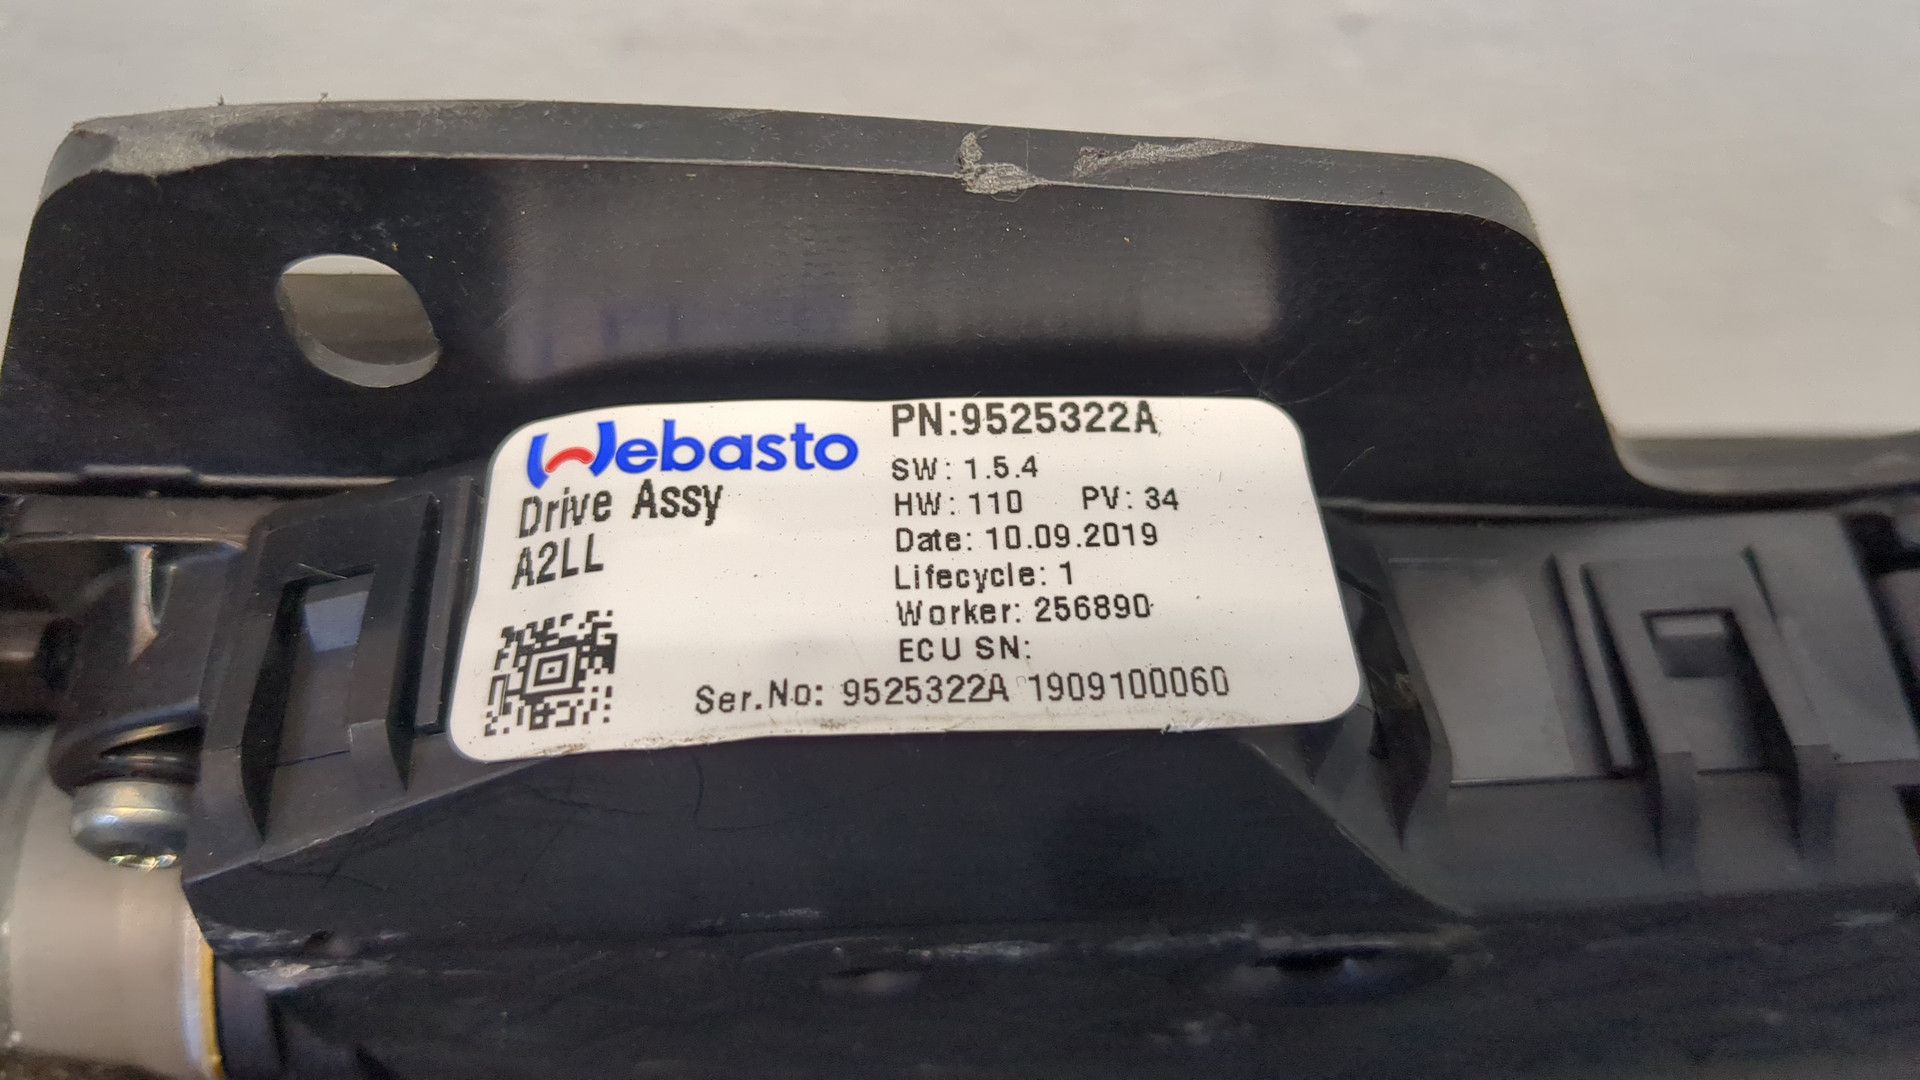 Webasto
Drive Assy
A2LL
PN:9525322A
SW: 1.5.4
HW: 110 PV: 34
Date: 10.09.2019
Lifecycle: 1
Worker: 256890
ECU SN:
Ser.No: 9525322A 1909100060